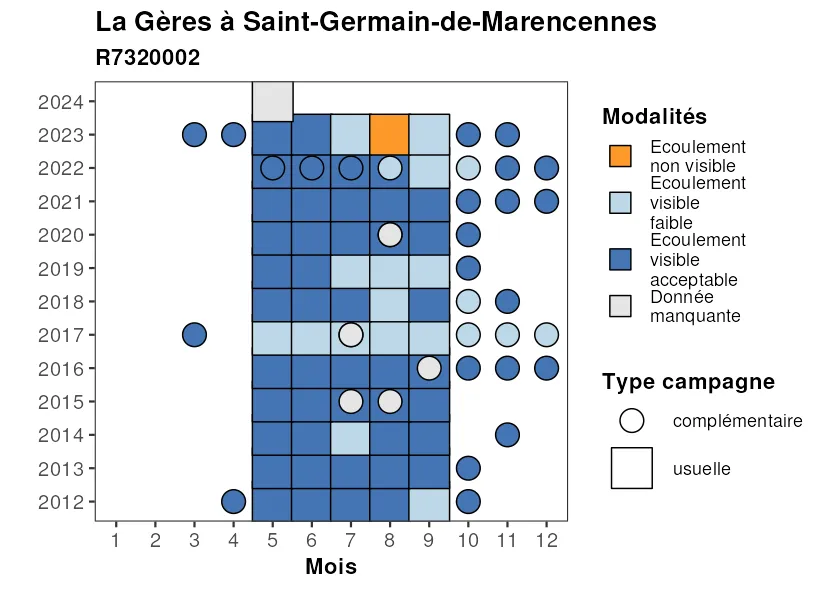 La Gères à Saint-Germain-de-Marencennes
R7320002
2024
2023
2022
2021
2020
2019
2018
2017
2016
2015
2014
2013
2012
1 2 3 4 5 6 7 8 9 10 11 12
Mois
Modalités
Ecoulement
non visible
Ecoulement
visible
faible
Ecoulement
visible
acceptable
Donnée
manquante
Type campagne
complémentaire
usuelle